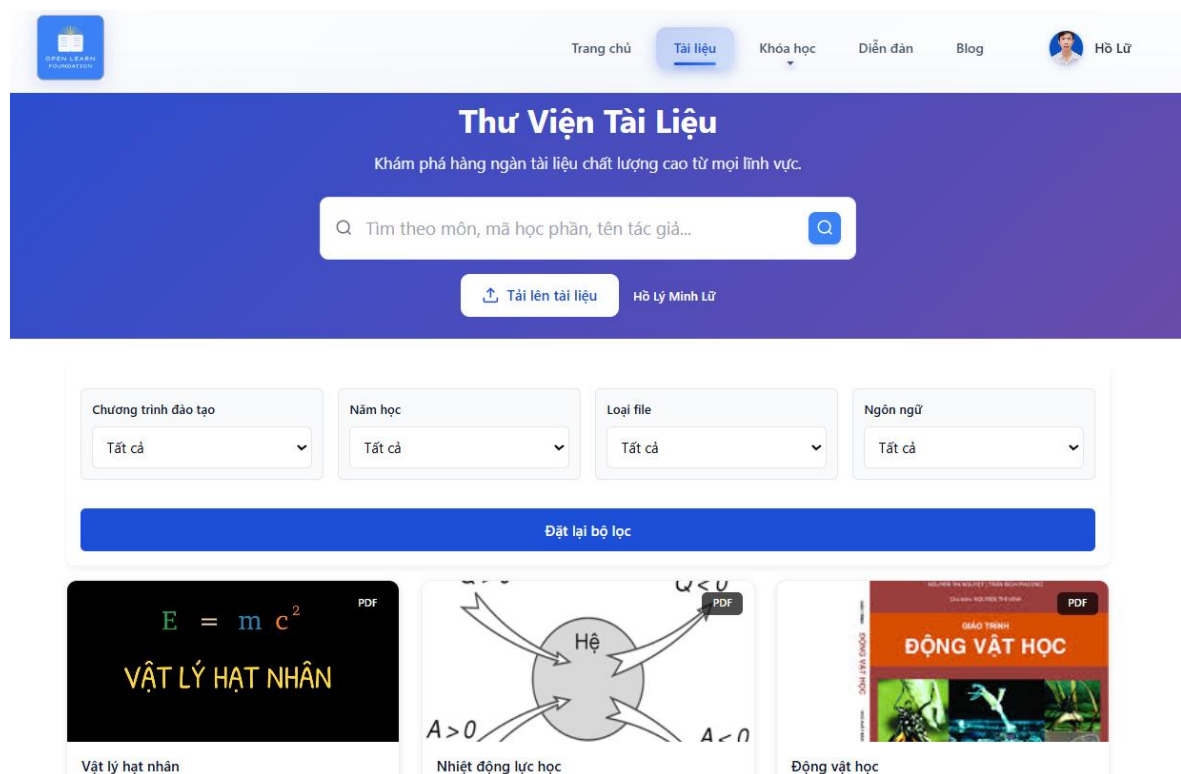 OPEN LEARN
FOUNDATION
Trang chủ
Tài liệu
Khóa học
Diễn đàn
Blog
Hồ Lữ
Thư Viện Tài Liệu
Khám phá hàng ngàn tài liệu chất lượng cao từ mọi lĩnh vực.
Tìm theo môn, mã học phần, tên tác giả...
Tải lên tài liệu
Hồ Lý Minh Lữ
Chương trình đào tạo
Năm học
Loại file
Ngôn ngữ
Tất cả
Tất cả
Tất cả
Tất cả
Đặt lại bộ lọc
PDF
E = m c²
VẬT LÝ HẠT NHÂN
Vật lý hạt nhân
Q<0
PDF
Hệ
A>0
A<0
Nhiệt động lực học
PDF
GIÁO TRÌNH
ĐỘNG VẬT HỌC
ĐỘNG VẬT HỌC
Động vật học